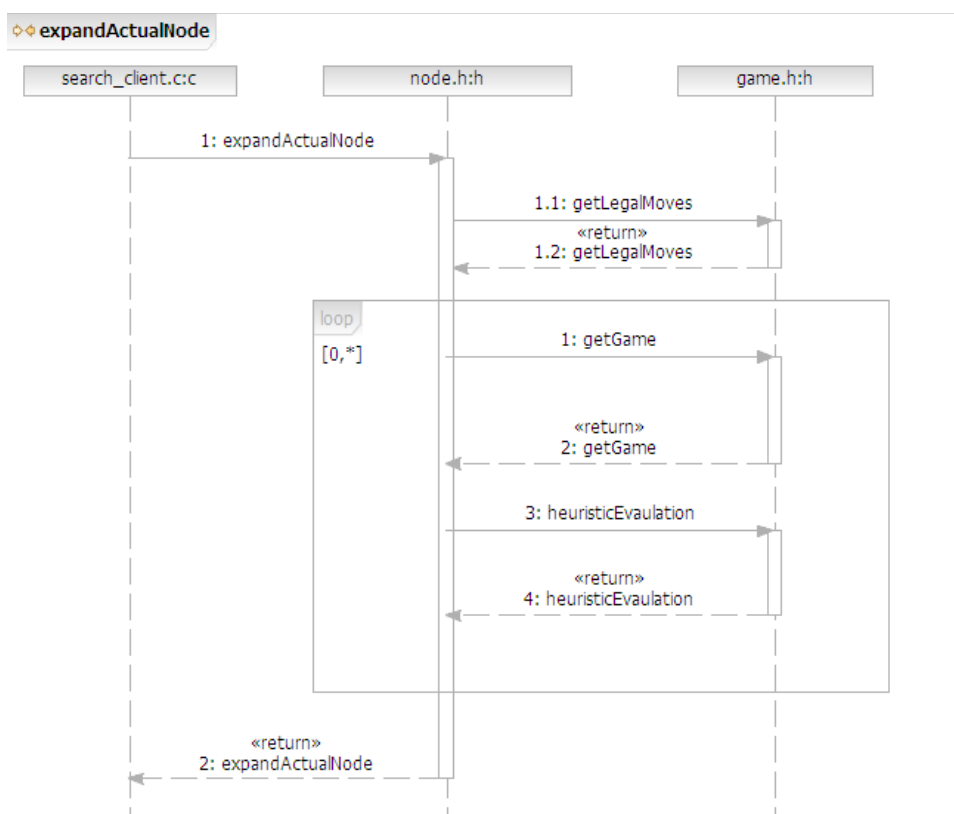 expandActualNode
search_client.c:c
node.h:h
game.h:h
1: expandActualNode
1.1: getLegalMoves
«return»
1.2: getLegalMoves
loop
[0,*]
1: getGame
«return»
2: getGame
3: heuristicEvaulation
«return»
4: heuristicEvaulation
«return»
2: expandActualNode